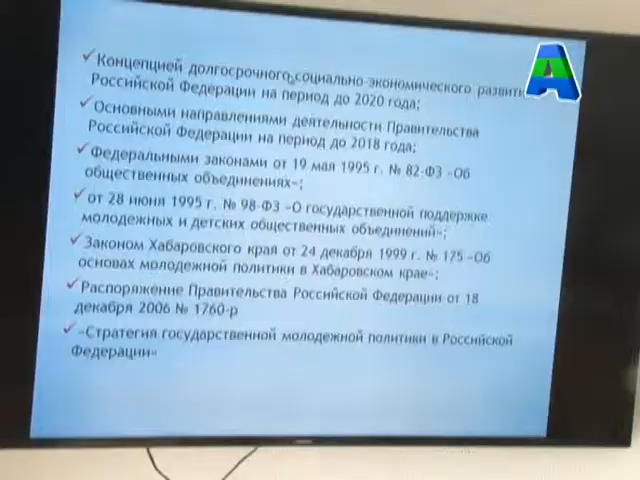 Концепцией долгосрочного социально-экономического развити
Российской Федерации на период до 2020 года;
Основными направлениями деятельности Правительства
Российской Федерации на период до 2018 года;
Федеральными законами от 19 мая 1995 г. № 82-ФЗ «Об
общественных объединениях»;
от 28 июня 1995 г. № 98-ФЗ «О государственной поддержке
молодежных и детских общественных объединений»;
Законом Хабаровского края от 24 декабря 1999 г. № 175 «Об
основах молодежной политики в Хабаровском крае»;
Распоряжение Правительства Российской Федерации от 18
декабря 2006 № 1760-р
«Стратегия государственной молодежной политики в Российской
Федерации»